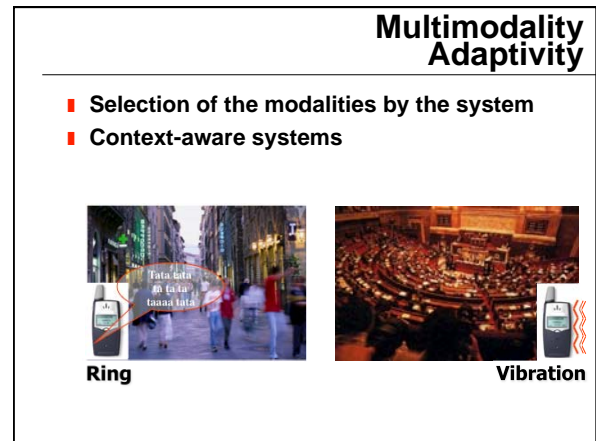 Multimodality
Adaptivity
Selection of the modalities by the system
Context-aware systems
Tata tata
ta ta
taaaa tata
Ring
Vibration